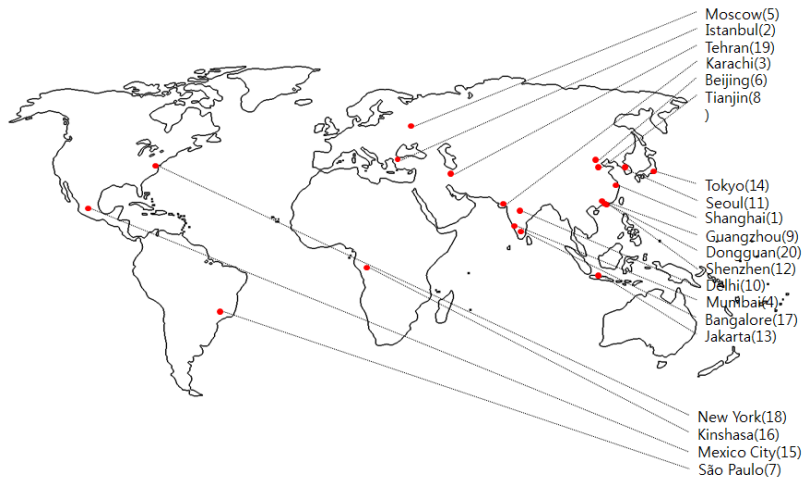 Moscow(5)
Istanbul(2)
Tehran(19)
Karachi(3)
Beijing(6)
Tianjin(8
)
Tokyo(14)
Seoul(11)
Shanghai(1)
Guangzhou(9)
Dongguan(20)
Shenzhen(12)
Delhi(10)
Mumbai(4)
Bangalore(17)
Jakarta(13)
New York(18)
Kinshasa(16)
Mexico City(15)
São Paulo(7)